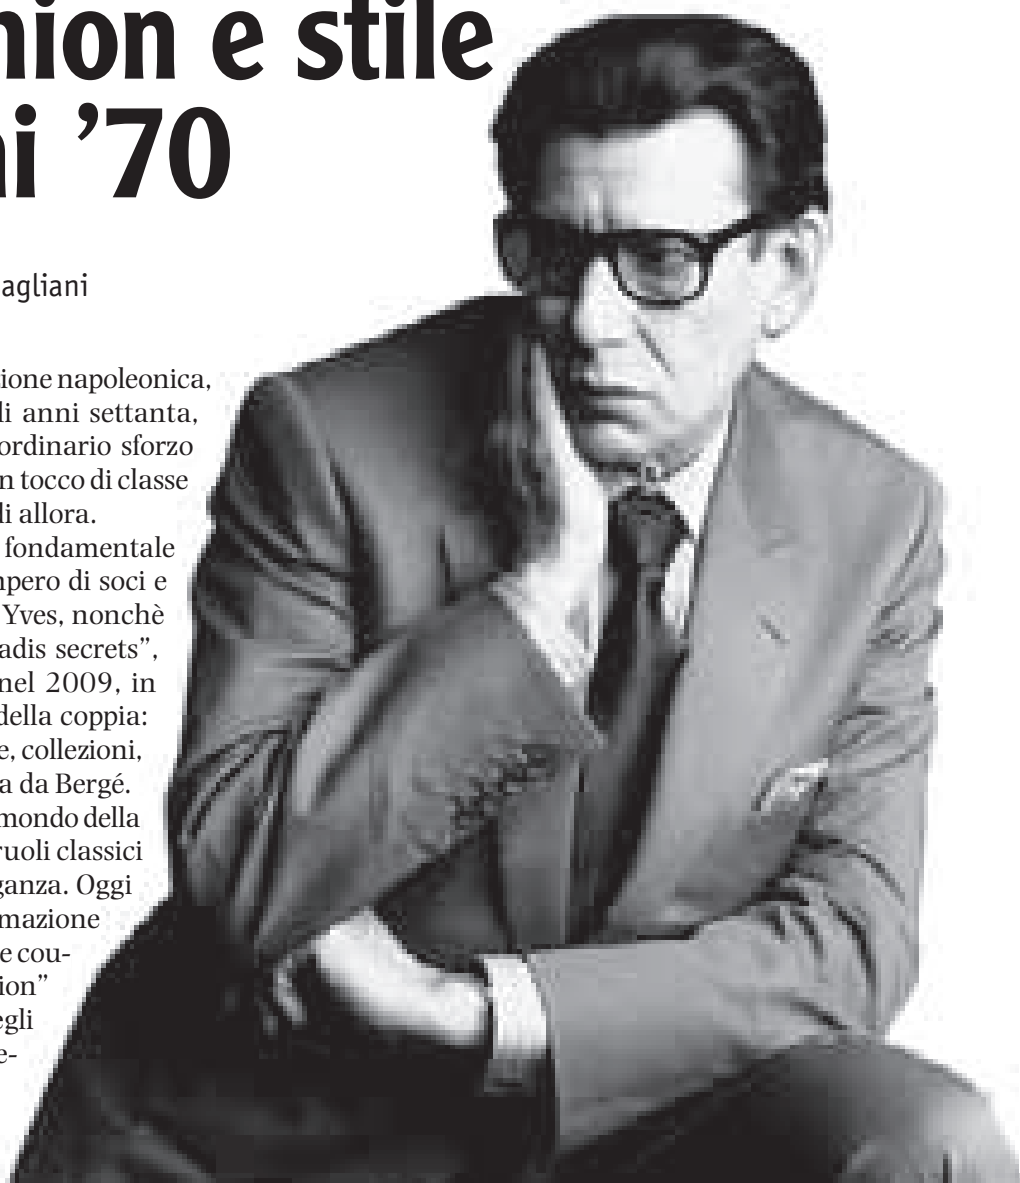 hion e stile
ni ’70
agliani
zione napoleonica,
li anni settanta,
ordinario sforzo
n tocco di classe
li allora.
fondamentale
npero di soci e
Yves, nonchè
adis secrets”,
nel 2009, in
della coppia:
e, collezioni,
a da Bergé.
mondo della
ruoli classici
ganza. Oggi
mazione
e cou-
ion”
egli
e-